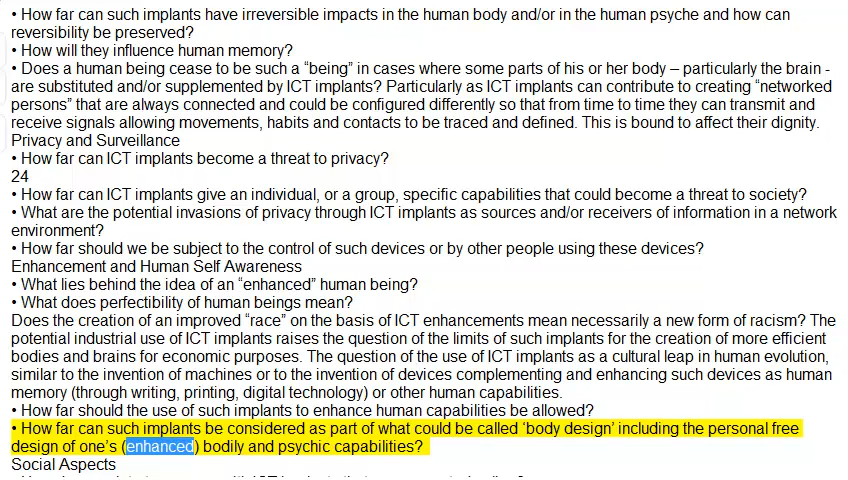 • How far can such implants have irreversible impacts in the human body and/or in the human psyche and how can
reversibility be preserved?
• How will they influence human memory?
• Does a human being cease to be such a “being” in cases where some parts of his or her body – particularly the brain -
are substituted and/or supplemented by ICT implants? Particularly as ICT implants can contribute to creating “networked
persons” that are always connected and could be configured differently so that from time to time they can transmit and
receive signals allowing movements, habits and contacts to be traced and defined. This is bound to affect their dignity.
Privacy and Surveillance
• How far can ICT implants become a threat to privacy?
24
• How far can ICT implants give an individual, or a group, specific capabilities that could become a threat to society?
• What are the potential invasions of privacy through ICT implants as sources and/or receivers of information in a network
environment?
• How far should we be subject to the control of such devices or by other people using these devices?
Enhancement and Human Self Awareness
• What lies behind the idea of an “enhanced” human being?
• What does perfectibility of human beings mean?
Does the creation of an improved “race” on the basis of ICT enhancements mean necessarily a new form of racism? The
potential industrial use of ICT implants raises the question of the limits of such implants for the creation of more efficient
bodies and brains for economic purposes. The question of the use of ICT implants as a cultural leap in human evolution,
similar to the invention of machines or to the invention of devices complementing and enhancing such devices as human
memory (through writing, printing, digital technology) or other human capabilities.
• How far should the use of such implants to enhance human capabilities be allowed?
• How far can such implants be considered as part of what could be called ‘body design’ including the personal free
design of one’s (enhanced) bodily and psychic capabilities?
Social Aspects